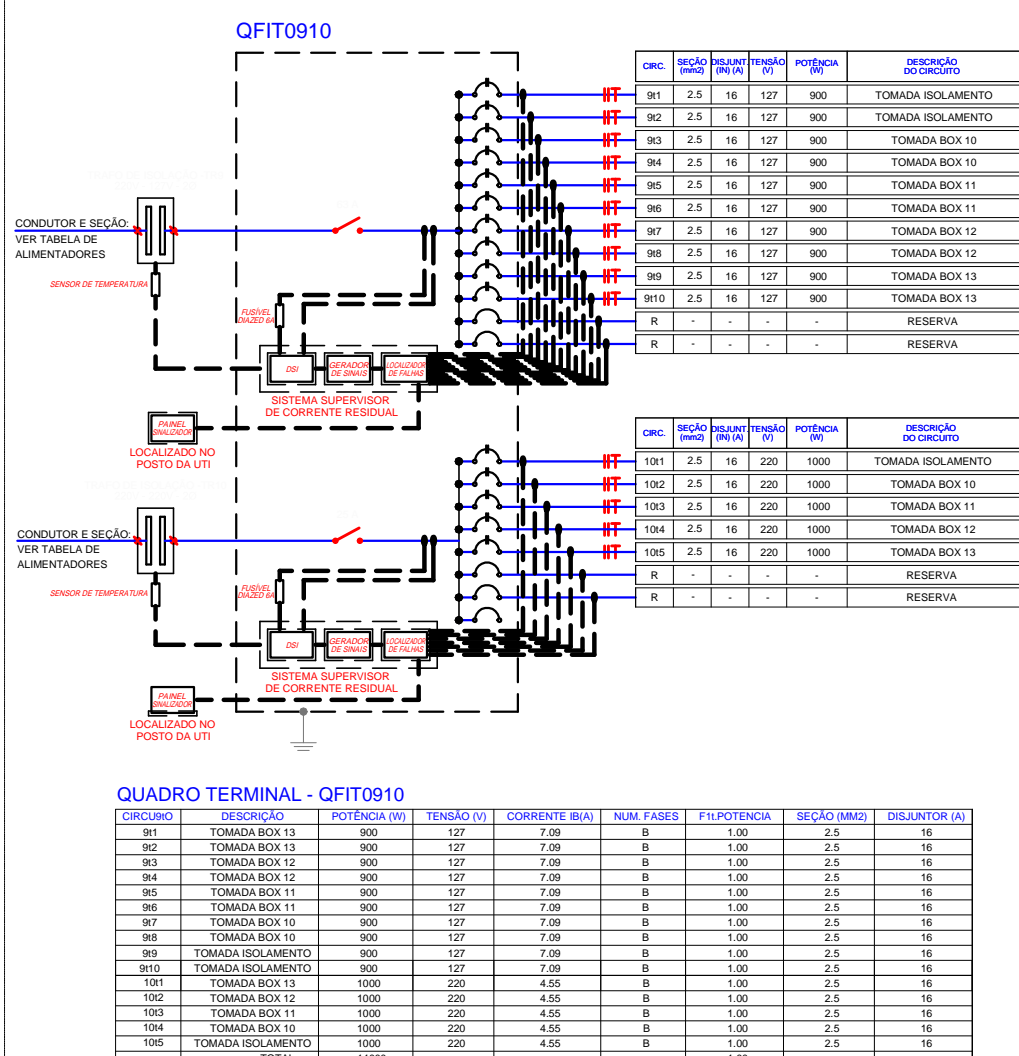 QFIT0910
CIRC. SEÇÃO (mm2) DISJUNT. (IN) (A) TENSÃO (V) POTÊNCIA (W) DESCRIÇÃO DO CIRCUITO
9t1 2.5 16 127 900 TOMADA ISOLAMENTO
9t2 2.5 16 127 900 TOMADA ISOLAMENTO
9t3 2.5 16 127 900 TOMADA BOX 10
9t4 2.5 16 127 900 TOMADA BOX 10
9t5 2.5 16 127 900 TOMADA BOX 11
9t6 2.5 16 127 900 TOMADA BOX 11
9t7 2.5 16 127 900 TOMADA BOX 12
9t8 2.5 16 127 900 TOMADA BOX 12
9t9 2.5 16 127 900 TOMADA BOX 13
9t10 2.5 16 127 900 TOMADA BOX 13
R - - - - RESERVA
R - - - - RESERVA
CONDUTOR E SEÇÃO:
VER TABELA DE
ALIMENTADORES
SENSOR DE TEMPERATURA
FUSÍVEL
DIAZED 6A
DSI
GERADOR
DE SINAIS
LOCALIZADOR
DE FALHAS
SISTEMA SUPERVISOR
DE CORRENTE RESIDUAL
PAINEL
SINALIZADOR
LOCALIZADO NO
POSTO DA UTI
CIRC. SEÇÃO (mm2) DISJUNT. (IN) (A) TENSÃO (V) POTÊNCIA (W) DESCRIÇÃO DO CIRCUITO
10t1 2.5 16 220 1000 TOMADA ISOLAMENTO
10t2 2.5 16 220 1000 TOMADA BOX 10
10t3 2.5 16 220 1000 TOMADA BOX 11
10t4 2.5 16 220 1000 TOMADA BOX 12
10t5 2.5 16 220 1000 TOMADA BOX 13
R - - - - RESERVA
R - - - - RESERVA
CONDUTOR E SEÇÃO:
VER TABELA DE
ALIMENTADORES
SENSOR DE TEMPERATURA
FUSÍVEL
DIAZED 6A
DSI
GERADOR
DE SINAIS
LOCALIZADOR
DE FALHAS
SISTEMA SUPERVISOR
DE CORRENTE RESIDUAL
PAINEL
SINALIZADOR
LOCALIZADO NO
POSTO DA UTI
QUADRO TERMINAL - QFIT0910
CIRCU9tO DESCRIÇÃO POTÊNCIA (W) TENSÃO (V) CORRENTE IB(A) NUM. FASES F1t.POTENCIA SEÇÃO (MM2) DISJUNTOR (A)
9t1 TOMADA BOX 13 900 127 7.09 B 1.00 2.5 16
9t2 TOMADA BOX 13 900 127 7.09 B 1.00 2.5 16
9t3 TOMADA BOX 12 900 127 7.09 B 1.00 2.5 16
9t4 TOMADA BOX 12 900 127 7.09 B 1.00 2.5 16
9t5 TOMADA BOX 11 900 127 7.09 B 1.00 2.5 16
9t6 TOMADA BOX 11 900 127 7.09 B 1.00 2.5 16
9t7 TOMADA BOX 10 900 127 7.09 B 1.00 2.5 16
9t8 TOMADA BOX 10 900 127 7.09 B 1.00 2.5 16
9t9 TOMADA ISOLAMENTO 900 127 7.09 B 1.00 2.5 16
9t10 TOMADA ISOLAMENTO 900 127 7.09 B 1.00 2.5 16
10t1 TOMADA BOX 13 1000 220 4.55 B 1.00 2.5 16
10t2 TOMADA BOX 12 1000 220 4.55 B 1.00 2.5 16
10t3 TOMADA BOX 11 1000 220 4.55 B 1.00 2.5 16
10t4 TOMADA BOX 10 1000 220 4.55 B 1.00 2.5 16
10t5 TOMADA ISOLAMENTO 1000 220 4.55 B 1.00 2.5 16